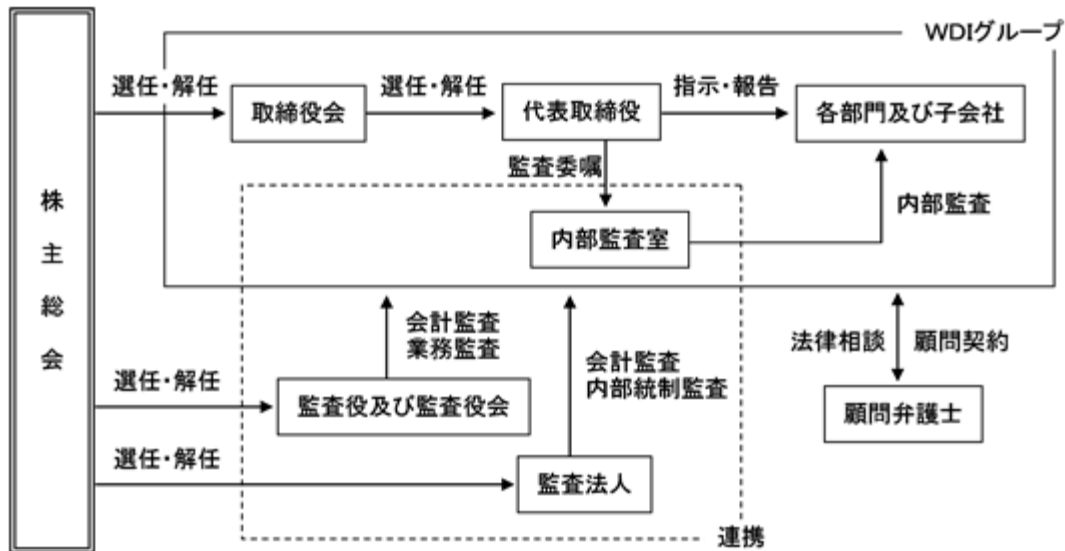 WDIグループ
選任・解任
選任・解任
指示・報告
取締役会
代表取締役
各部門及び子会社
監査委嘱
株主総会
内部監査室
内部監査
会計監査
業務監査
会計監査
内部統制監査
法律相談
顧問契約
選任・解任
監査役及び監査役会
顧問弁護士
選任・解任
監査法人
連携